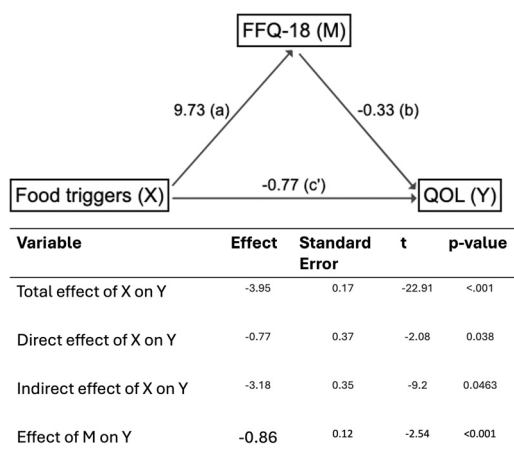 FFQ-18 (M)
9.73 (a)
-0.33 (b)
-0.77 (c')
Food triggers (X)
QOL (Y)
Variable Effect Standard Error t p-value
Total effect of X on Y -3.95 0.17 -22.91 <.001
Direct effect of X on Y -0.77 0.37 -2.08 0.038
Indirect effect of X on Y -3.18 0.35 -9.2 0.0463
Effect of M on Y -0.86 0.12 -2.54 <0.001